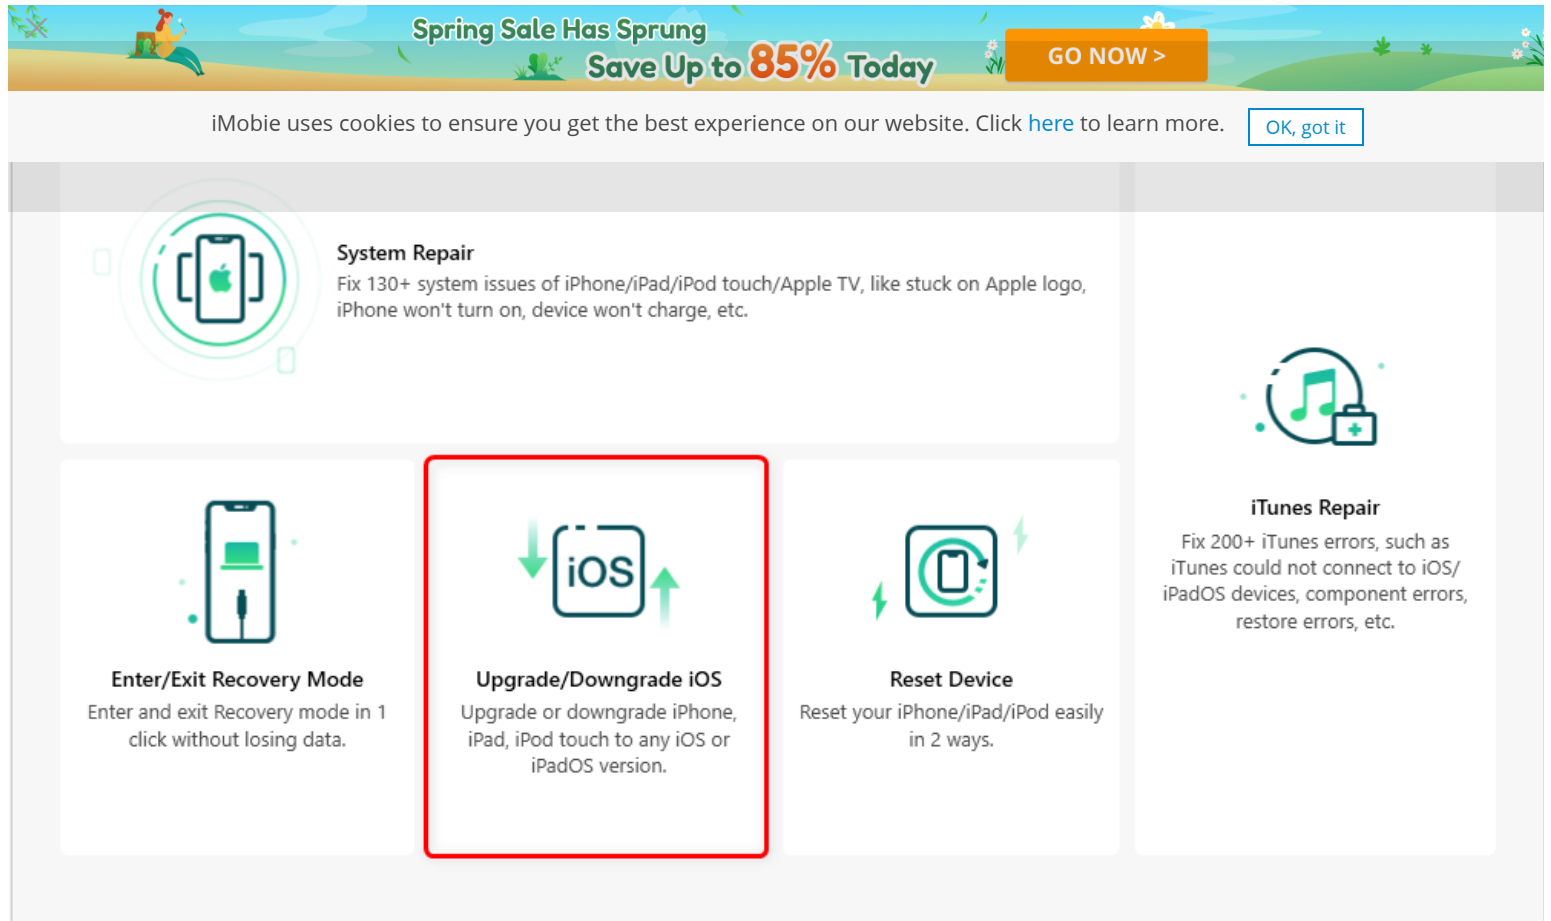 Spring Sale Has Sprung
Save Up to 85% Today
GO NOW >
iMobie uses cookies to ensure you get the best experience on our website. Click here to learn more.
OK, got it
System Repair
Fix 130+ system issues of iPhone/iPad/iPod touch/Apple TV, like stuck on Apple logo,
iPhone won't turn on, device won't charge, etc.
iTunes Repair
Fix 200+ iTunes errors, such as
iTunes could not connect to iOS/
iPadOS devices, component errors,
restore errors, etc.
Enter/Exit Recovery Mode
Enter and exit Recovery mode in 1
click without losing data.
iOS
Upgrade/Downgrade iOS
Upgrade or downgrade iPhone,
iPad, iPod touch to any iOS or
iPadOS version.
Reset Device
Reset your iPhone/iPad/iPod easily
in 2 ways.